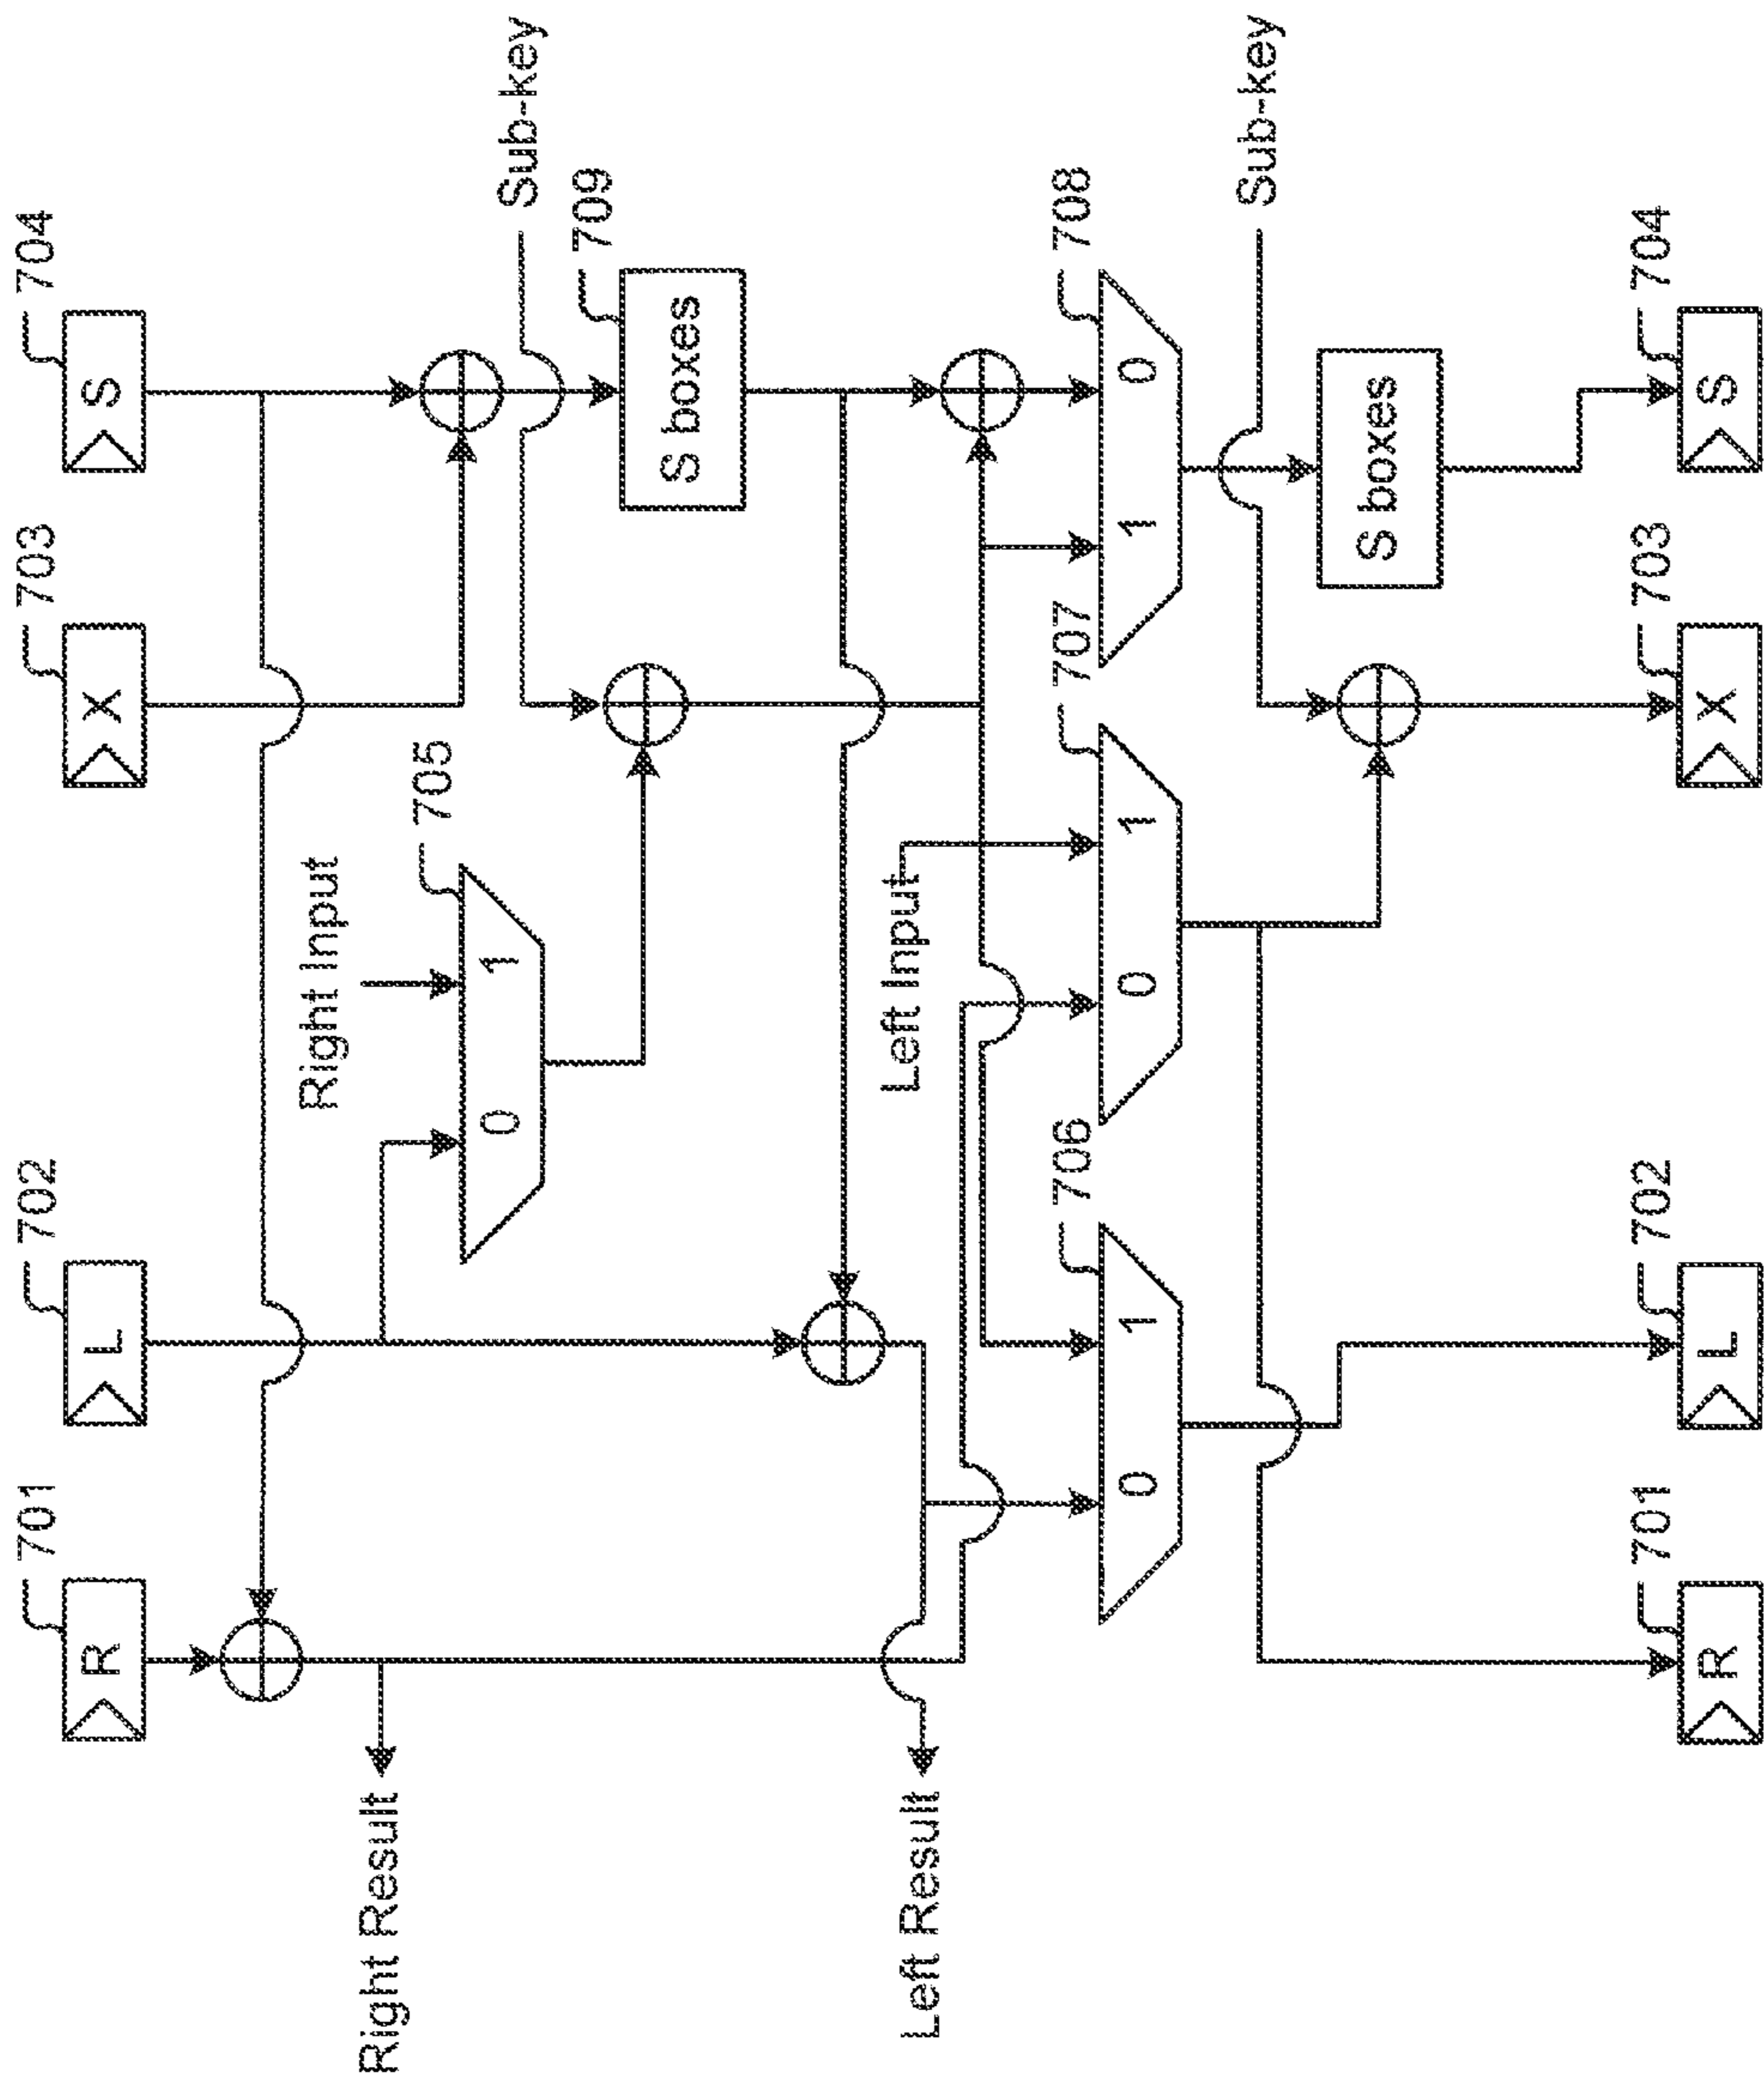 704
703
702
701
S
X
L
R
Sub-key
Right Input
705
1
0
709
S boxes
Right Result
Left Input
708
707
706
0
1
1
0
1
0
Left Result
Sub-key
S boxes
704
703
702
701
S
X
L
R